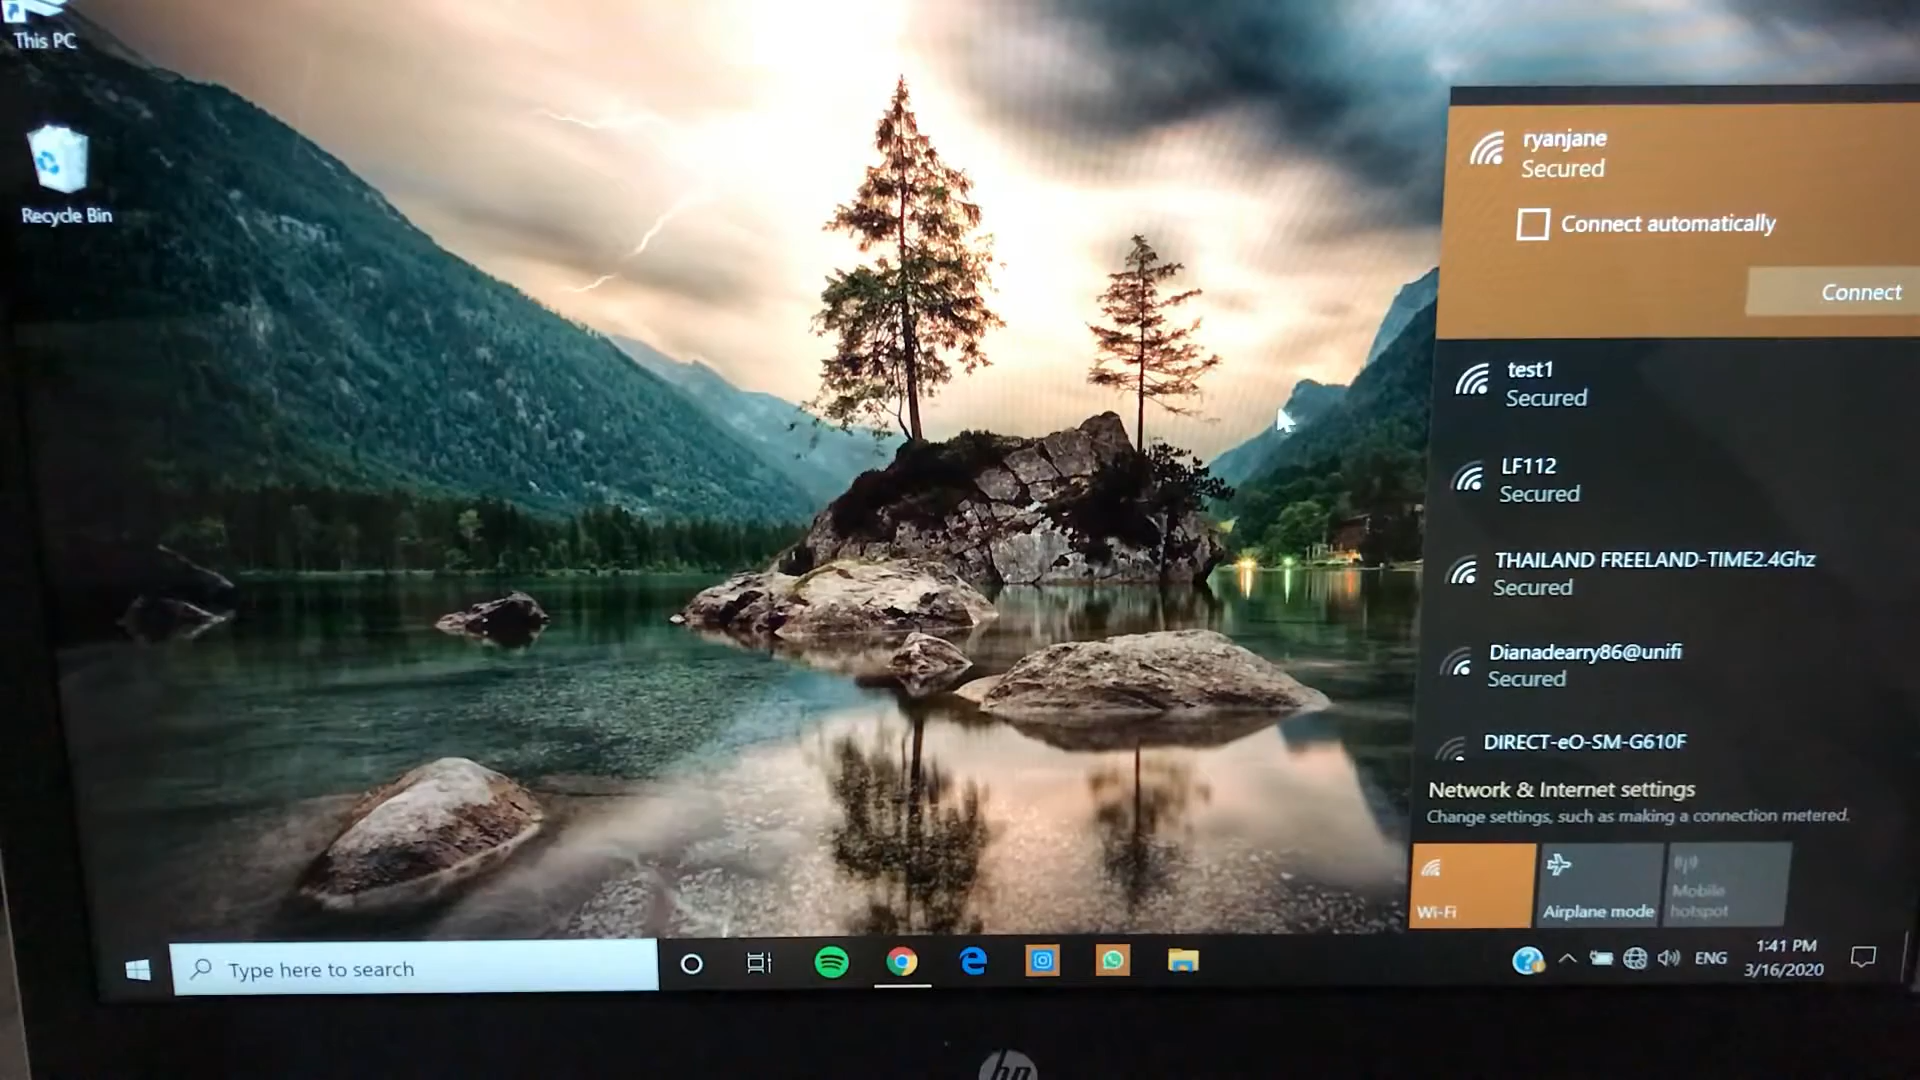 This PC
Recycle Bin
ryanjane
Secured
Connect automatically
Connect
test1
Secured
LF112
Secured
THAILAND FREELAND-TIME2.4Ghz
Secured
Dianadearry86@unifi
Secured
DIRECT-eO-SM-G610F
Network & Internet settings
Change settings, such as making a connection metered.
Wi-Fi
Airplane mode
Mobile
hotspot
Type here to search
ENG
1:41 PM
3/16/2020
hp